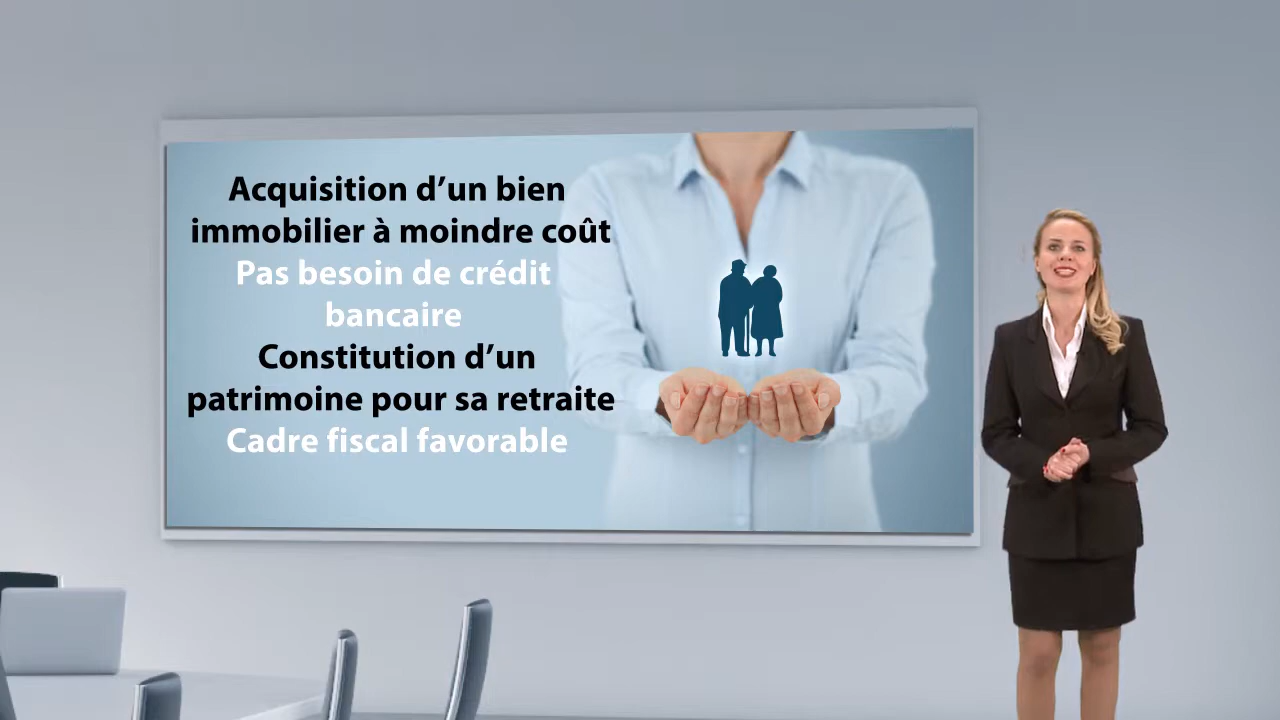 Acquisition d’un bien
immobilier à moindre coût
Pas besoin de crédit
bancaire
Constitution d’un
patrimoine pour sa retraite
Cadre fiscal favorable